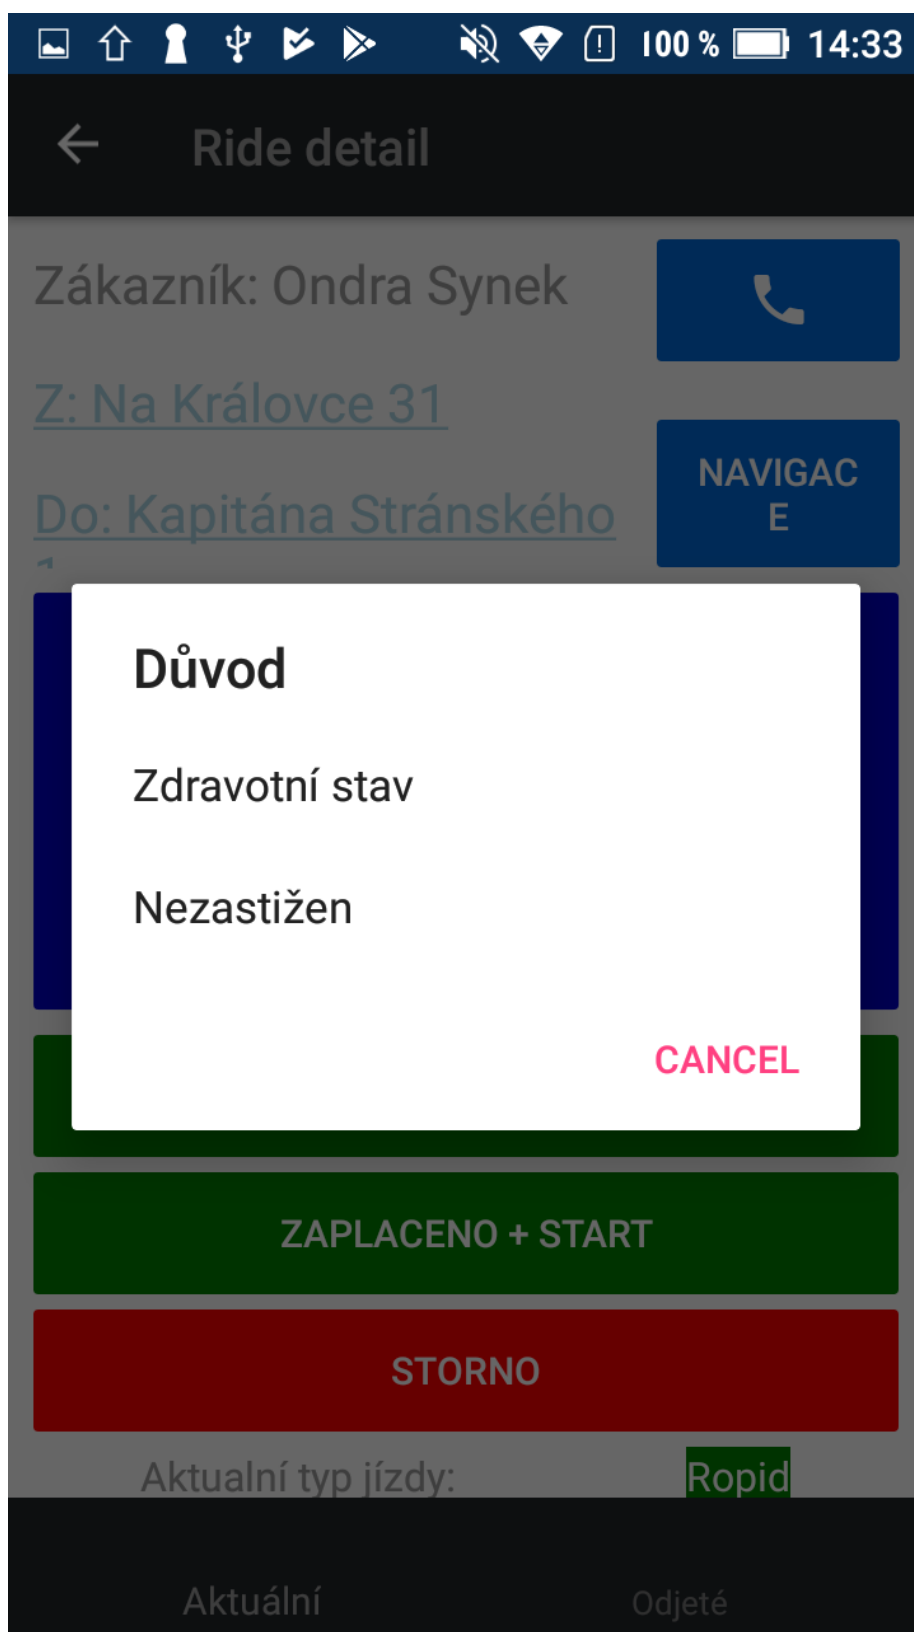 100 % 14:33
Ride detail
Zákazník: Ondra Synek
Z: Na Královce 31
NAVIGAC
E
Do: Kapitána Stránského
Důvod
Zdravotní stav
Nezastižen
CANCEL
ZAPLACENO + START
STORNO
Aktualní typ jízdy: Ropid
Aktuální Odjeté